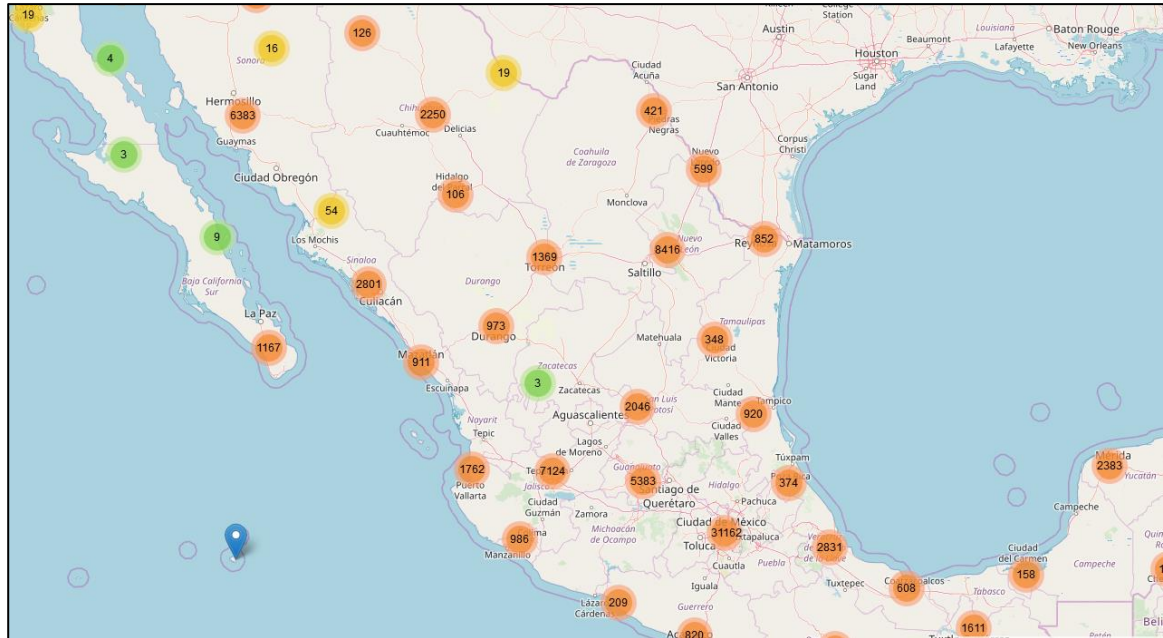 19
4
3
9
1167
16
Sonora
Hermosillo
6383
Guaymas
Ciudad Obregón
54
Los Mochis
Sinaloa
2801
Culiacán
Baja California
Sur
La Paz
126
19
2250
Cuauhtémoc
Delicias
Hidalgo
106
1369
Torreón
Durango
973
Durango
911
Escuinapa
Ciudad
Acuña
421
Negras
Coahuila
de Zaragoza
Nuevo
599
Monclova
8416
Nuevo
León
Saltillo
852
Matamoros
College
Station
Austin
San Antonio
Houston
Sugar
Land
Corpus
Christi
Beaumont
Louisiana
Lafayette
Baton Rouge
New Orleans
Matehuala
Tamaulipas
348
Ciudad
Victoria
Zacatecas
3
Zacatecas
Aguascalientes
2046
Ciudad
Mante
Tampico
920
Ciudad
Valles
Nayarit
Tepic
Lagos
de Moreno
1762
Puerto
Vallarta
7124
Jalisco
Guanajuato
5383
Santiago de
Querétaro
Hidalgo
Túxpam
374
Pachuca
Ciudad
Guzmán
Zamora
986
Manzanillo
Michoacán
de Ocampo
Ciudad de México
31162
Ixtapaluca
Toluca
Cuautla
Puebla
Iguala
2831
Tuxtepec
209
Lázaro
Cárdenas
Guerrero
820
608
Ciudad
del Carmen
158
Tabasco
1611
Mérida
2383
Yucatán
Campeche
Campeche